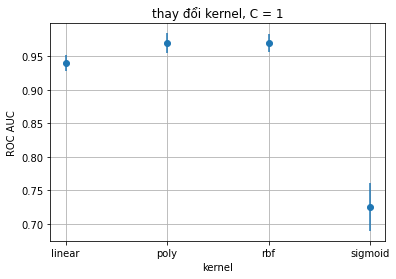 thay đổi kernel, C = 1
ROC AUC
0.95
0.90
0.85
0.80
0.75
0.70
linear poly rbf sigmoid
kernel